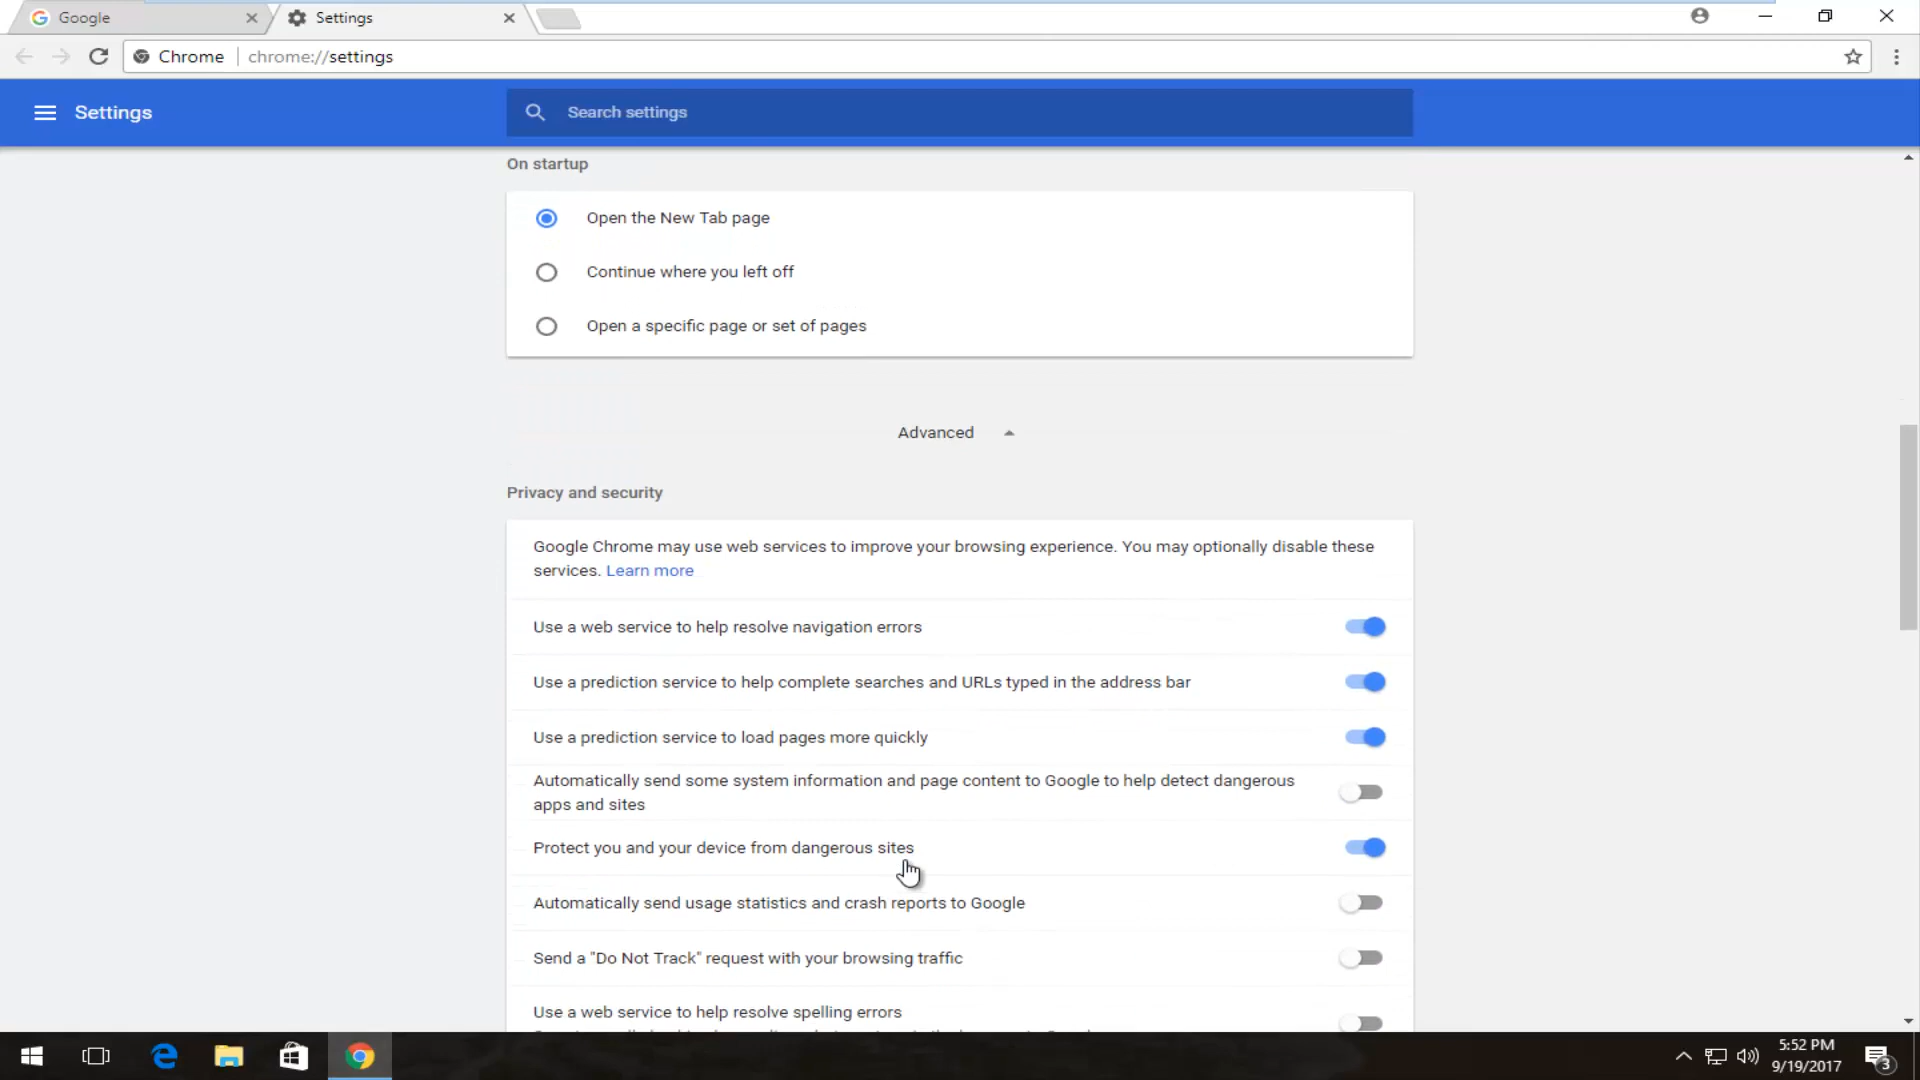 Google
Settings
Chrome
chrome://settings
Settings
Search settings
On startup
Open the New Tab page
Continue where you left off
Open a specific page or set of pages
Advanced
Privacy and security
Google Chrome may use web services to improve your browsing experience. You may optionally disable these
services. Learn more
Use a web service to help resolve navigation errors
Use a prediction service to help complete searches and URLs typed in the address bar
Use a prediction service to load pages more quickly
Automatically send some system information and page content to Google to help detect dangerous
apps and sites
Protect you and your device from dangerous sites
Automatically send usage statistics and crash reports to Google
Send a "Do Not Track" request with your browsing traffic
Use a web service to help resolve spelling errors
5:52 PM
9/19/2017
3